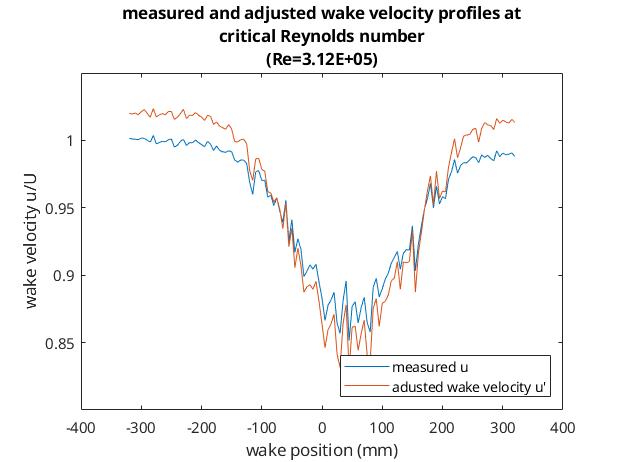 measured and adjusted wake velocity profiles at
critical Reynolds number
(Re=3.12E+05)
wake velocity u/U
1
0.95
0.9
0.85
measured u
adusted wake velocity u'
-400 -300 -200 -100 0 100 200 300 400
wake position (mm)